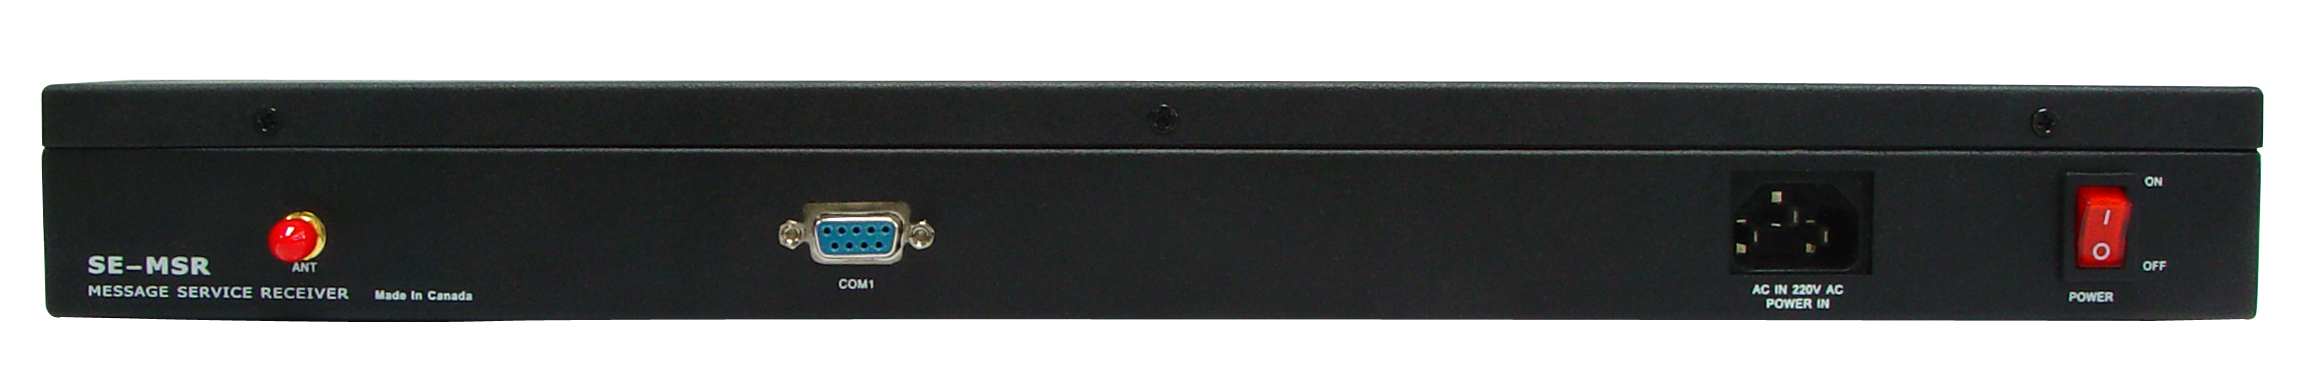 SE-MSR
MESSAGE SERVICE RECEIVER
Made In Canada
ANT
COM1
AC IN 220V AC
POWER IN
ON
I
O
OFF
POWER